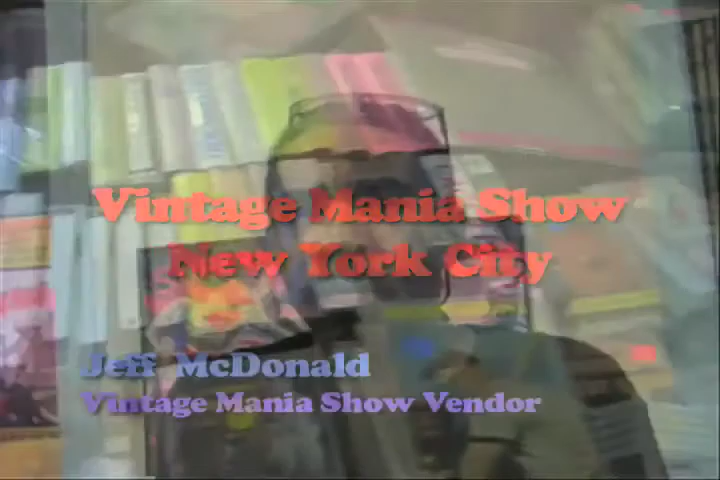 Vintage Mania Show
New York City
Jeff McDonald
Vintage Mania Show Vendor